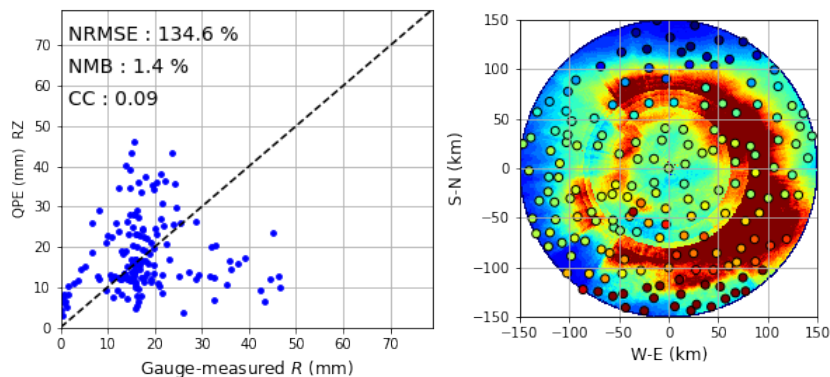 NRMSE : 134.6 %
NMB : 1.4 %
CC : 0.09
QPE (mm) RZ
70
60
50
40
30
20
10
0
0 10 20 30 40 50 60 70
Gauge-measured R (mm)
S-N (km)
150
100
50
0
−50
−100
−150
−150 −100 −50 0 50 100 150
W-E (km)